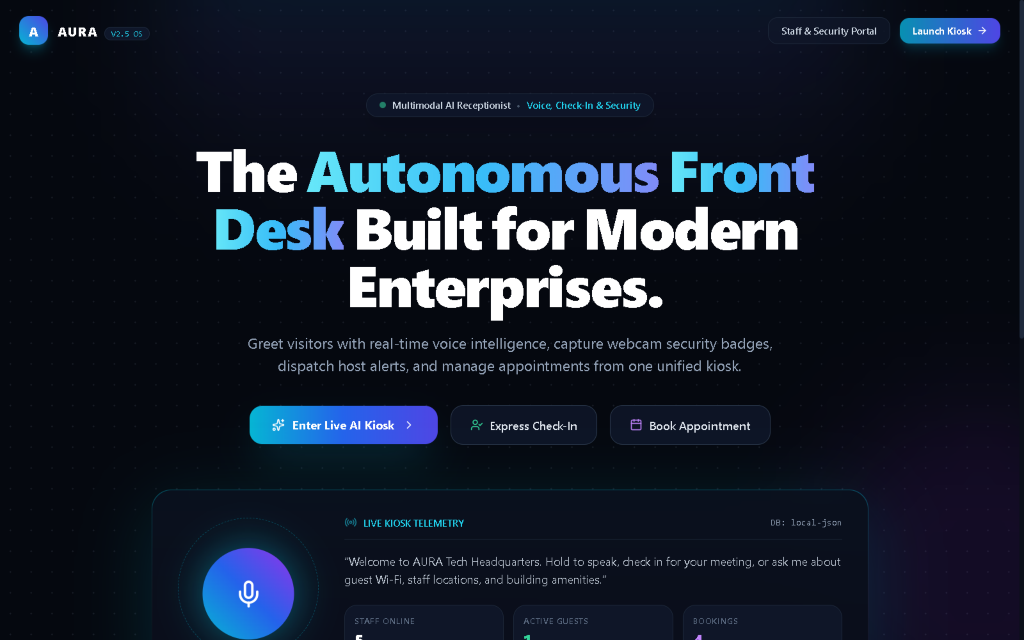 A AURA V2.5 OS
Staff & Security Portal
Launch Kiosk
Multimodal AI Receptionist • Voice, Check-In & Security
The Autonomous Front
Desk Built for Modern
Enterprises.
Greet visitors with real-time voice intelligence, capture webcam security badges,
dispatch host alerts, and manage appointments from one unified kiosk.
Enter Live AI Kiosk
Express Check-In
Book Appointment
LIVE KIOSK TELEMETRY
DB: local-json
"Welcome to AURA Tech Headquarters. Hold to speak, check in for your meeting, or ask me about
guest Wi-Fi, staff locations, and building amenities."
STAFF ONLINE
ACTIVE GUESTS
BOOKINGS